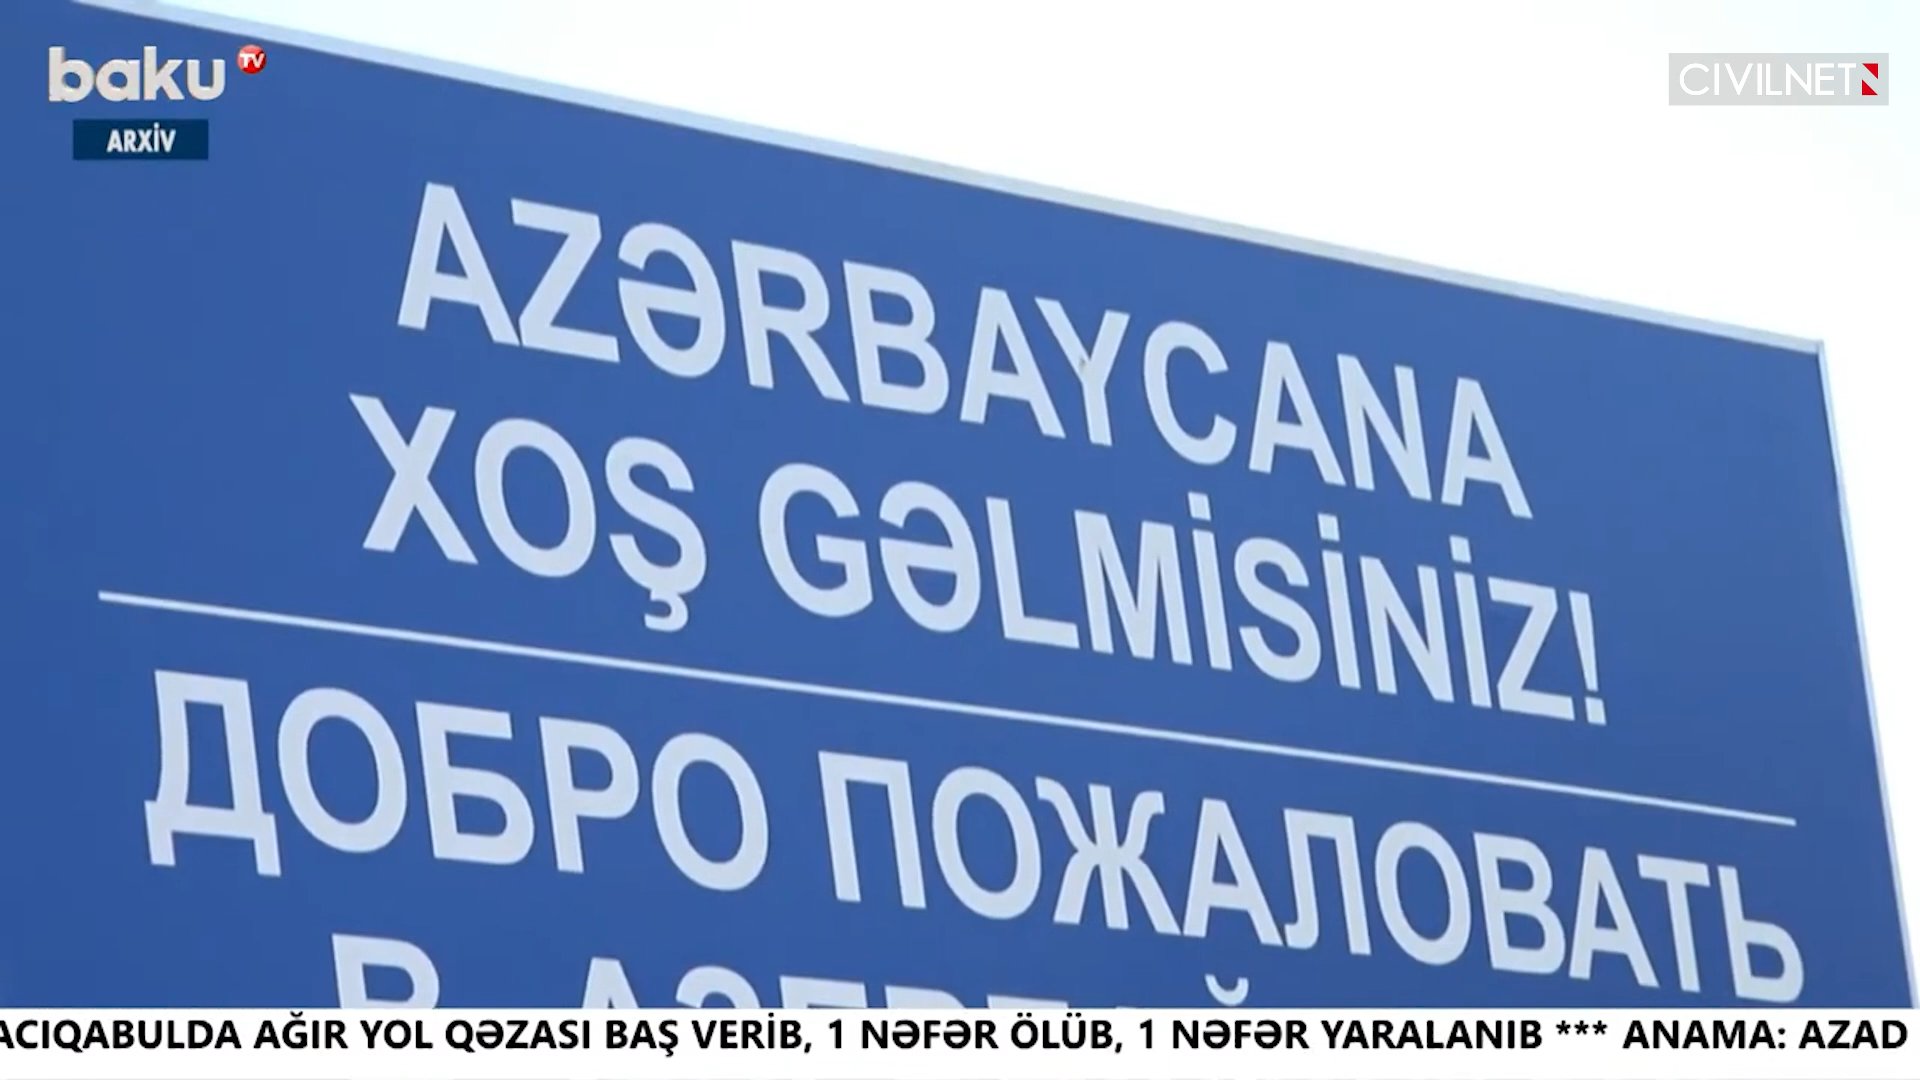 baku TV
CIVILNET
ARXİV
AZƏRBAYCANA
XOŞ GƏLMİSİNİZ!
ДОБРО ПОЖАЛОВАТЬ
В
ACIQABULDA AĞIR YOL QƏZASI BAŞ VERİB, 1 NƏFƏR ÖLÜB, 1 NƏFƏR YARALANIB *** ANAMA: AZAD